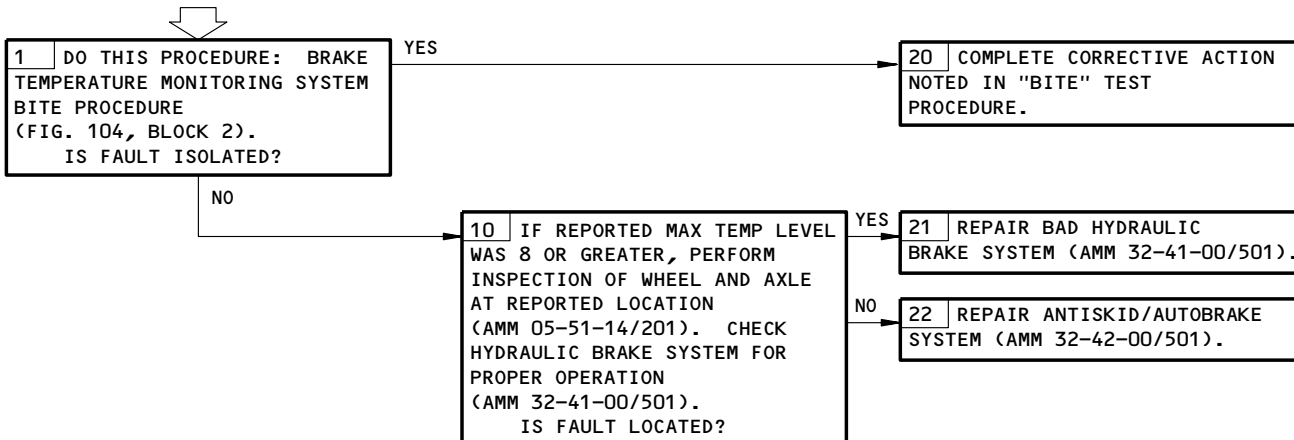 1 DO THIS PROCEDURE: BRAKE
TEMPERATURE MONITORING SYSTEM
BITE PROCEDURE
(FIG. 104, BLOCK 2).
IS FAULT ISOLATED?
YES
20 COMPLETE CORRECTIVE ACTION
NOTED IN "BITE" TEST
PROCEDURE.
NO
10 IF REPORTED MAX TEMP LEVEL
WAS 8 OR GREATER, PERFORM
INSPECTION OF WHEEL AND AXLE
AT REPORTED LOCATION
(AMM 05-51-14/201). CHECK
HYDRAULIC BRAKE SYSTEM FOR
PROPER OPERATION
(AMM 32-41-00/501).
IS FAULT LOCATED?
YES
21 REPAIR BAD HYDRAULIC
BRAKE SYSTEM (AMM 32-41-00/501).
NO
22 REPAIR ANTISKID/AUTOBRAKE
SYSTEM (AMM 32-42-00/501).